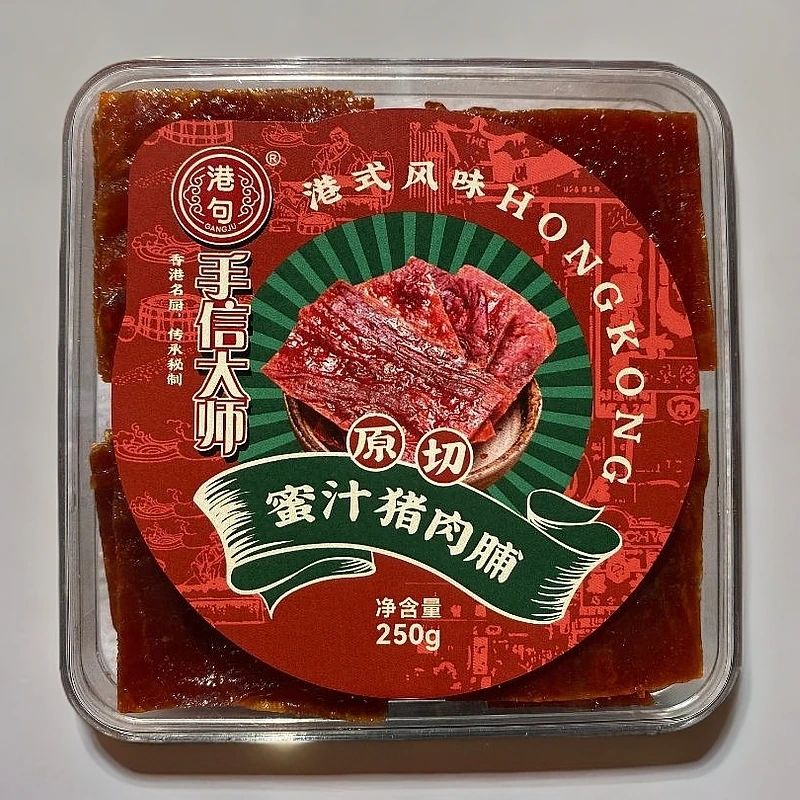 港句
GANGJU
®
港式风味HONGKONG
手信大师
香港名厨 传承秘制
原切
蜜汁猪肉脯
净含量
250g